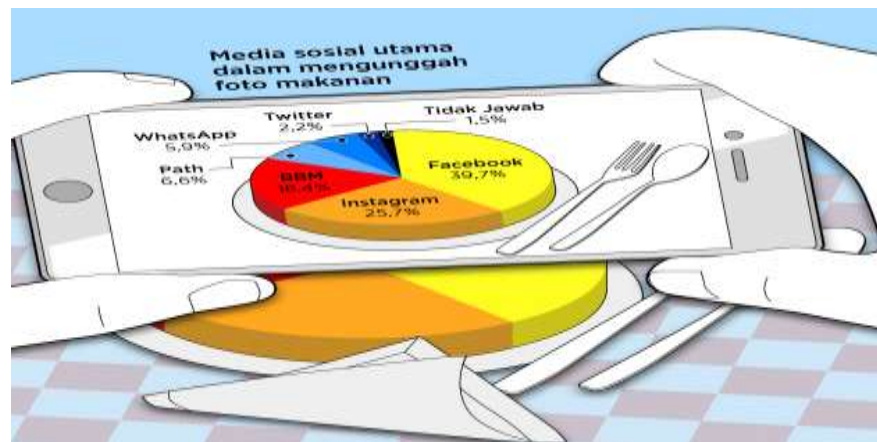 Media sosial utama
dalam mengunggah
foto makanan
Twitter
2,2%
Tidak Jawab
1,5%
WhatsApp
5,9%
Path
6,6%
BBM
18,4%
Facebook
39,7%
Instagram
25,7%